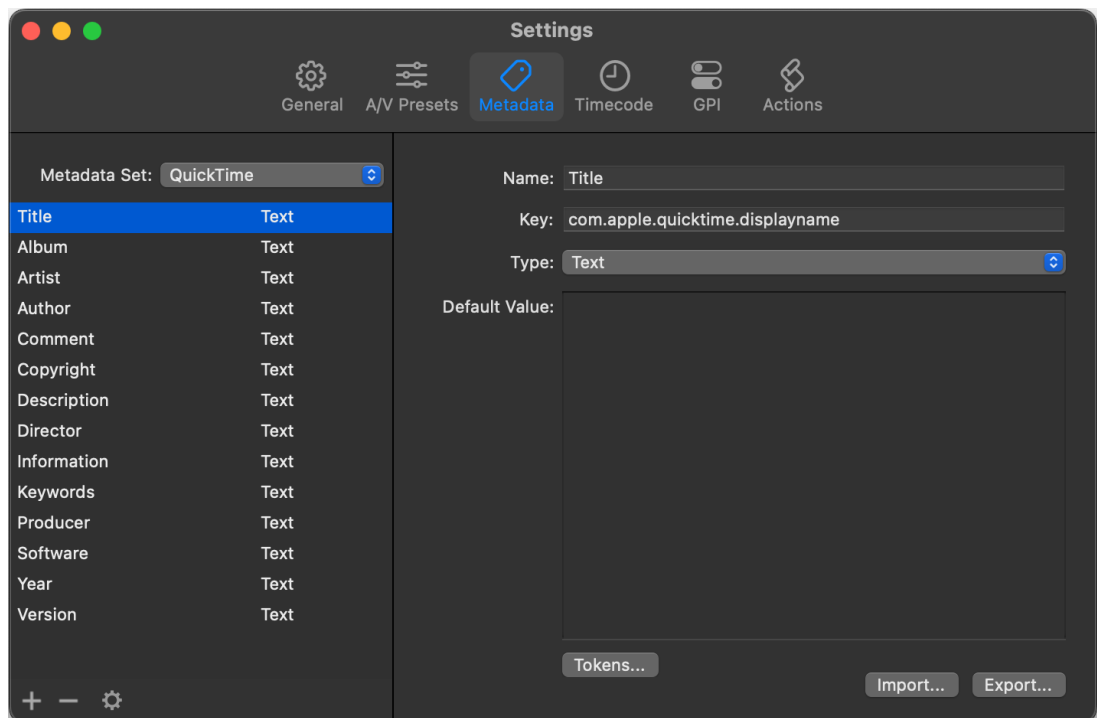 Settings
General A/V Presets Metadata Timecode GPI Actions
Metadata Set: QuickTime
Title Text
Album Text
Artist Text
Author Text
Comment Text
Copyright Text
Description Text
Director Text
Information Text
Keywords Text
Producer Text
Software Text
Year Text
Version Text
Name: Title
Key: com.apple.quicktime.displayname
Type: Text
Default Value:
Tokens...
Import... Export...